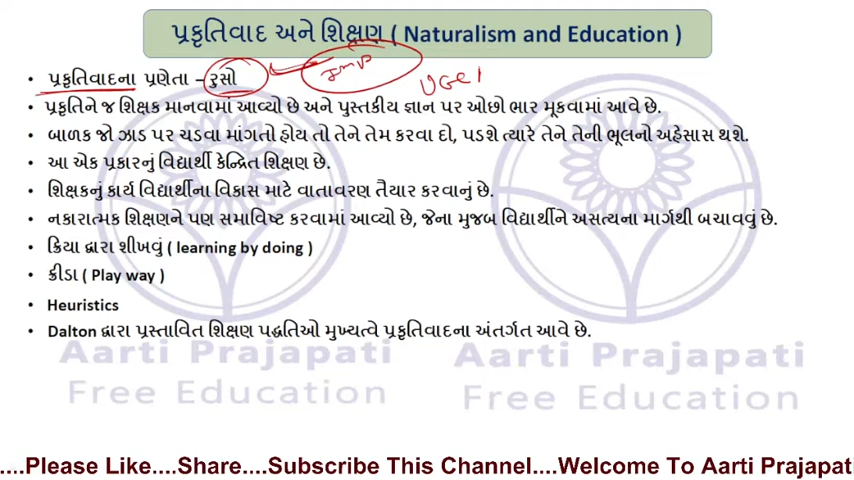 પ્રકૃતિવાદ અને શિક્ષણ ( Naturalism and Education )
• પ્રકૃતિવાદના પ્રણેતા – રુસો
• પ્રકૃતિને જ શિક્ષક માનવામાં આવ્યો છે અને પુસ્તકીય જ્ઞાન પર ઓછો ભાર મૂકવામાં આવે છે.
• બાળક જો ઝાડ પર ચડવા માંગતો હોય તો તેને તેમ કરવા દો, પડશે ત્યારે તેને તેની ભૂલનો અહેસાસ થશે.
• આ એક પ્રકારનું વિદ્યાર્થી કેન્દ્રિત શિક્ષણ છે.
• શિક્ષકનું કાર્ય વિદ્યાર્થીના વિકાસ માટે વાતાવરણ તૈયાર કરવાનું છે.
• નકારાત્મક શિક્ષણને પણ સમાવિષ્ટ કરવામાં આવ્યો છે, જેના મુજબ વિદ્યાર્થીને અસત્યના માર્ગથી બચાવવું છે.
• ક્રિયા દ્વારા શીખવું ( learning by doing )
• ક્રીડા ( Play way )
• Heuristics
• Dalton દ્વારા પ્રસ્તાવિત શિક્ષણ પદ્ધતિઓ મુખ્યત્વે પ્રકૃતિવાદના અંતર્ગત આવે છે.
Aarti Prajapati Aarti Prajapati
Free Education Free Education
....Please Like....Share....Subscribe This Channel....Welcome To Aarti Prajapat